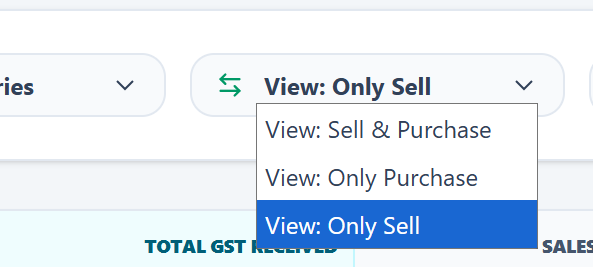 ries
View: Only Sell
View: Sell & Purchase
View: Only Purchase
View: Only Sell
TOTAL GST RECEIVED
SALES